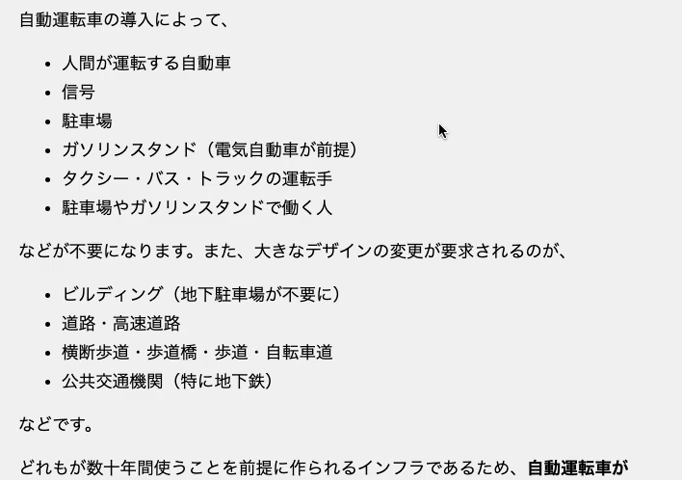 自動運転車の導入によって、
• 人間が運転する自動車
• 信号
• 駐車場
• ガソリンスタンド（電気自動車が前提）
• タクシー・バス・トラックの運転手
• 駐車場やガソリンスタンドで働く人
などが不要になります。また、大きなデザインの変更が要求されるのが、
• ビルディング（地下駐車場が不要に）
• 道路・高速道路
• 横断歩道・歩道橋・歩道・自転車道
• 公共交通機関（特に地下鉄）
などです。
どれもが数十年間使うことを前提に作られるインフラであるため、自動運転車が